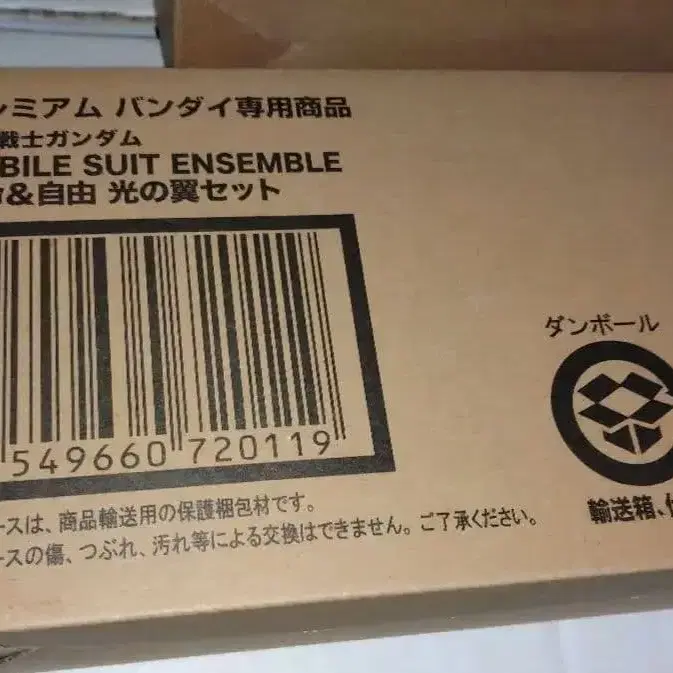 レミアム バンダイ専用商品
戦士ガンダム
BILE SUIT ENSEMBLE
&自由 光の翼セット
549660 720119
ダンボール
ースは、商品輸送用の保護梱包材です。
ースの傷、つぶれ、汚れ等による交換はできません。ご了承ください。
輸送箱、